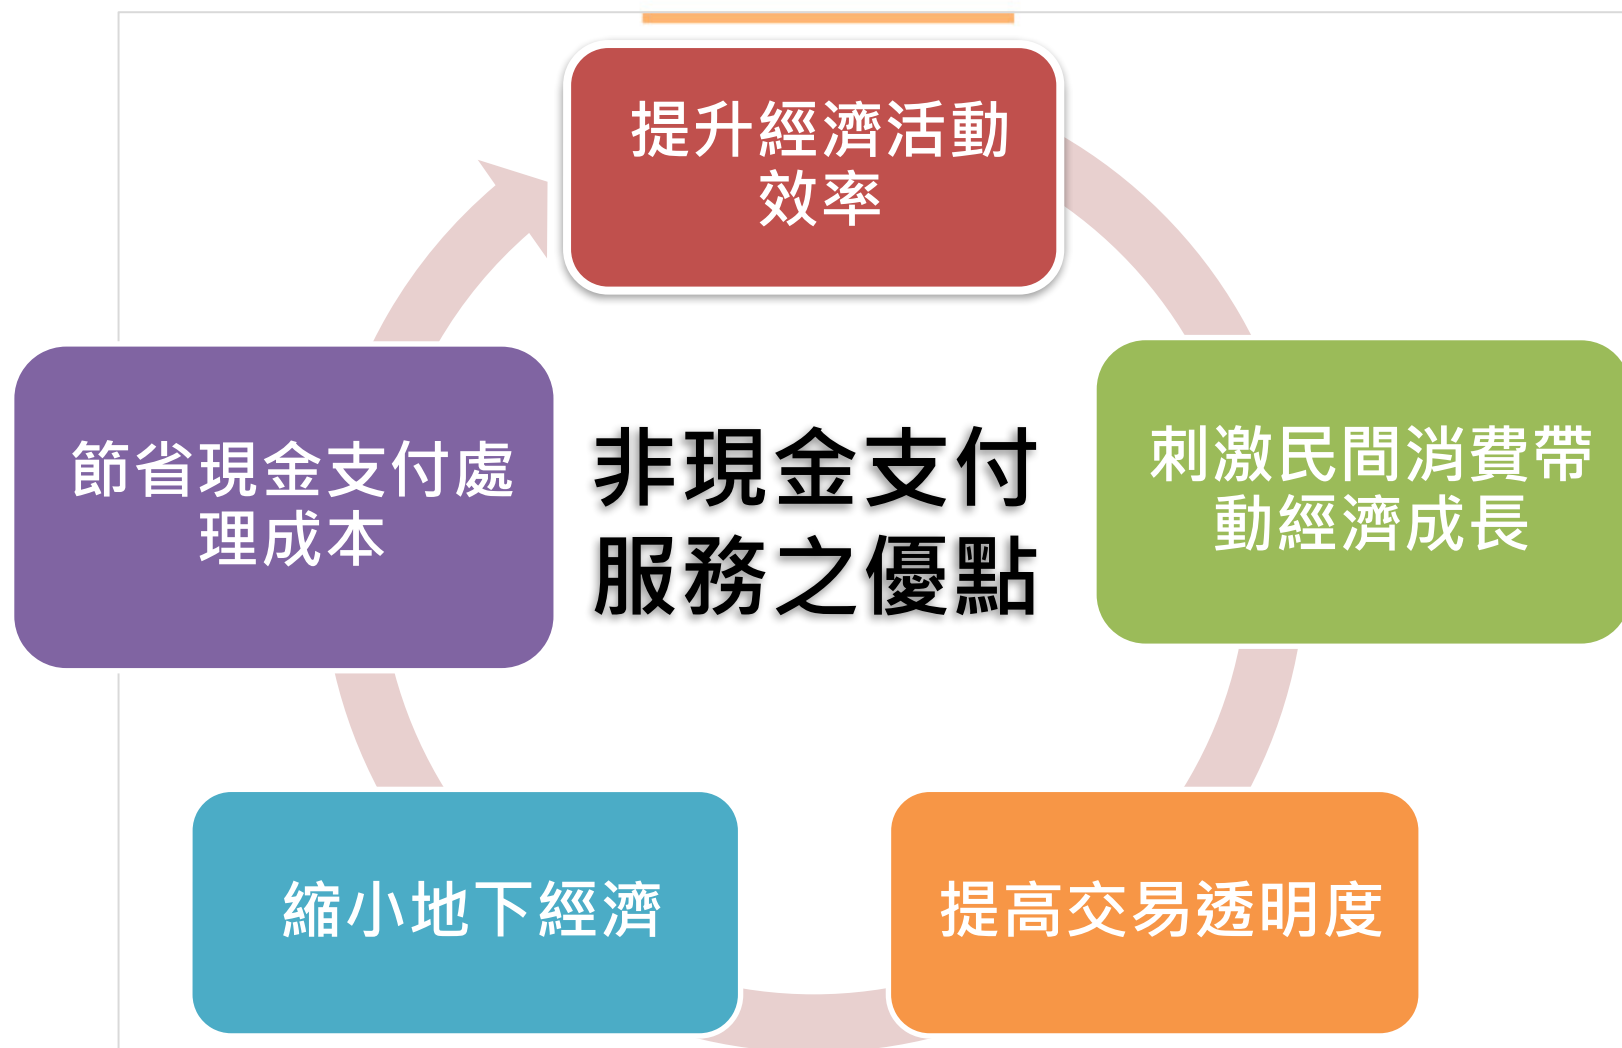 提升經濟活動
效率
節省現金支付處
理成本
非現金支付
服務之優點
刺激民間消費帶
動經濟成長
縮小地下經濟
提高交易透明度